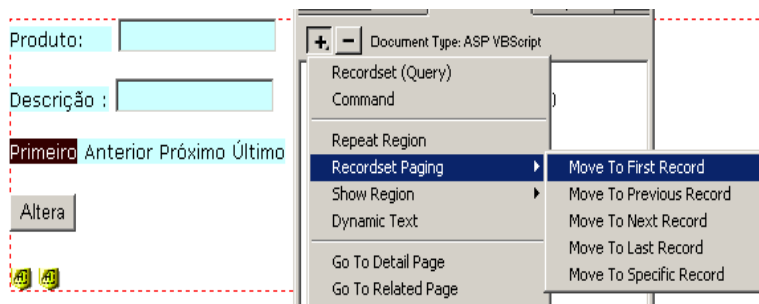 Produto:
Descrição :
Primeiro Anterior Próximo Último
Altera
+ - Document Type: ASP VBScript
Recordset (Query)
Command
)
Repeat Region
Recordset Paging
Show Region
Dynamic Text
Go To Detail Page
Go To Related Page
Move To First Record
Move To Previous Record
Move To Next Record
Move To Last Record
Move To Specific Record